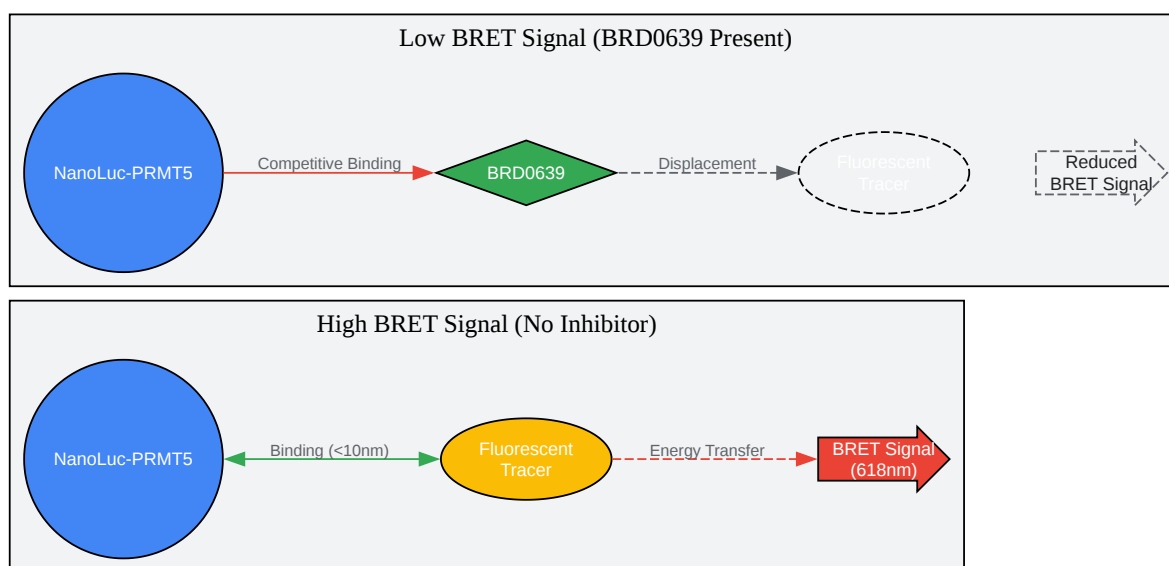 Low BRET Signal (BRD0639 Present)
NanoLuc-PRMT5
Competitive Binding
BRD0639
Displacement
Fluorescent
Tracer
Reduced
BRET Signal
High BRET Signal (No Inhibitor)
NanoLuc-PRMT5
Binding (<10nm)
Fluorescent
Tracer
Energy Transfer
BRET Signal
(618nm)